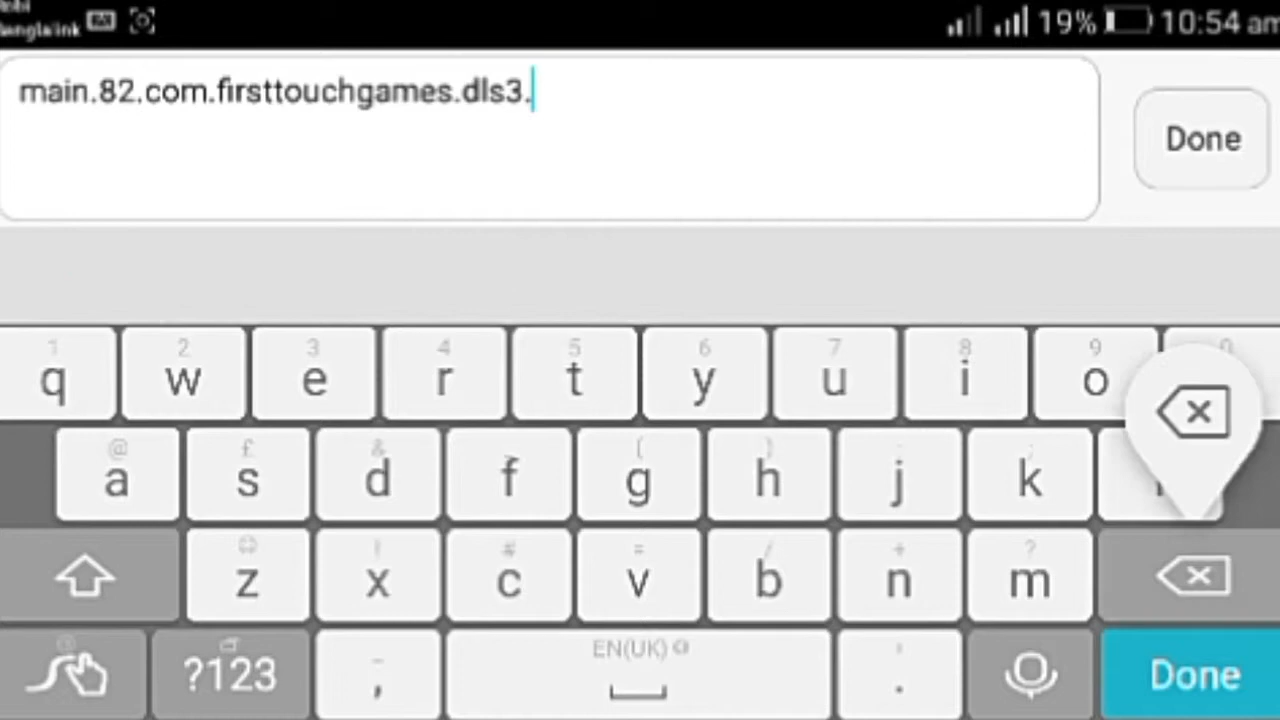 banglalink
19%
10:54 am
main.82.com.firsttouchgames.dls3.
Done
1 2 3 4 5 6 7 8 9 0
q w e r t y u i o
@ £ & ( ) : ;
a s d f g h j k
☺ ! # = / + ?
z x c v b n m
EN(UK)
?123 , . Done